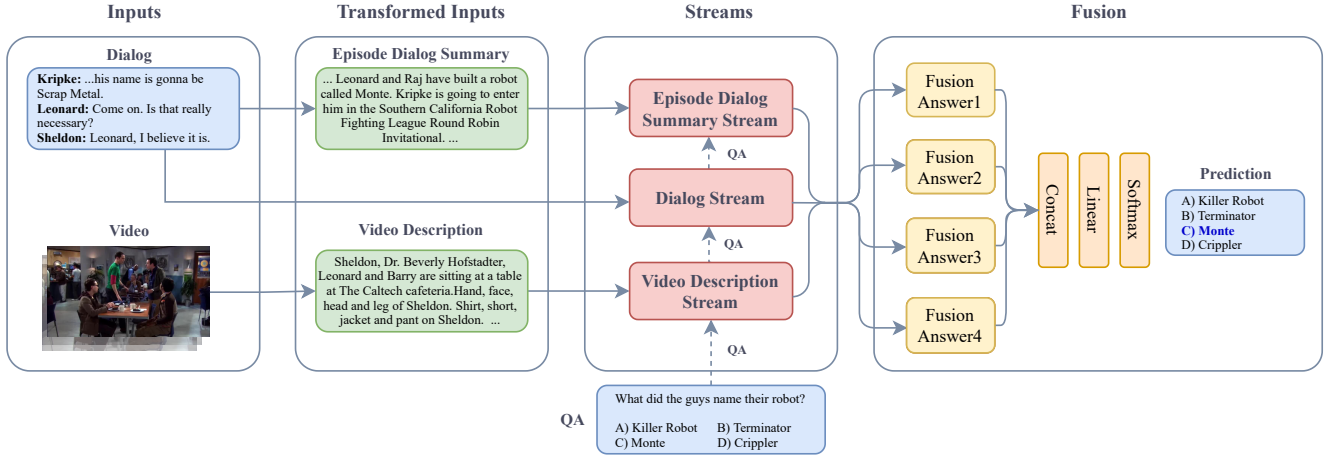 Inputs
Transformed Inputs
Streams
Fusion
Dialog
Kripke: ...his name is gonna be
Scrap Metal.
Leonard: Come on. Is that really
necessary?
Sheldon: Leonard, I believe it is.
Video
Episode Dialog Summary
... Leonard and Raj have built a robot
called Monte. Kripke is going to enter
him in the Southern California Robot
Fighting League Round Robin
Invitational. ...
Video Description
Sheldon, Dr. Beverly Hofstadter,
Leonard and Barry are sitting at a table
at The Caltech cafeteria.Hand, face,
head and leg of Sheldon. Shirt, short,
jacket and pant on Sheldon. ...
Episode Dialog
Summary Stream
QA
Dialog Stream
QA
Video Description
Stream
QA
QA
What did the guys name their robot?
A) Killer Robot B) Terminator
C) Monte D) Crippler
Fusion
Answer1
Fusion
Answer2
Fusion
Answer3
Fusion
Answer4
Concat
Linear
Softmax
Prediction
A) Killer Robot
B) Terminator
C) Monte
D) Crippler